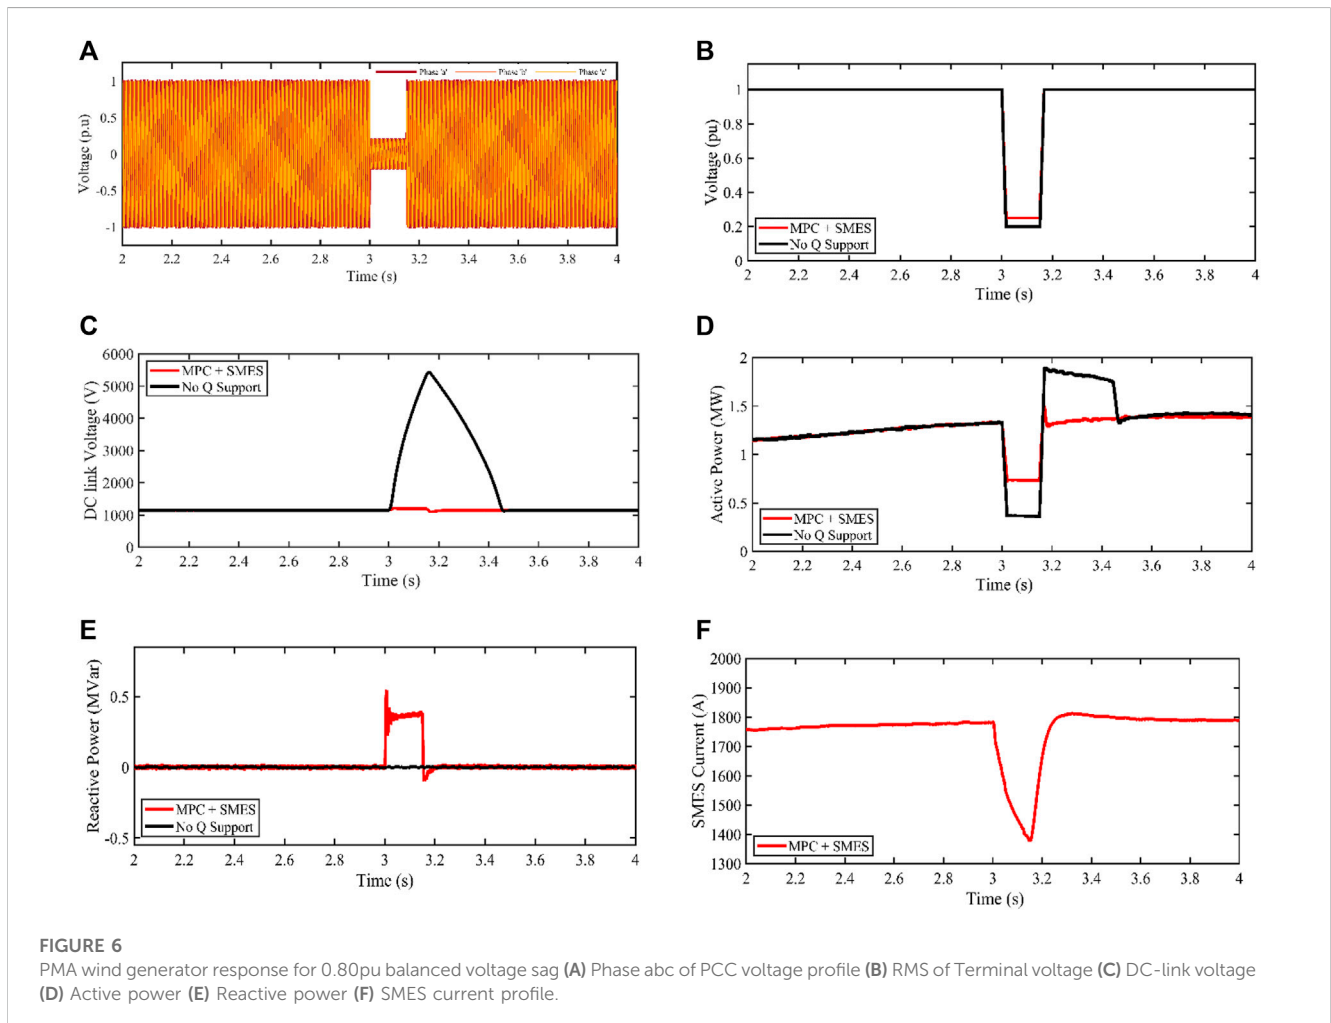 A
Phase 'a' Phase 'b' Phase 'c'
1
0.5
0
-0.5
-1
Voltage (p.u)
2 2.2 2.4 2.6 2.8 3 3.2 3.4 3.6 3.8 4
Time (s)
B
1
0.8
0.6
0.4
0.2
0
Voltage (pu)
MPC + SMES
No Q Support
2 2.2 2.4 2.6 2.8 3 3.2 3.4 3.6 3.8 4
Time (s)
C
6000
5000
4000
3000
2000
1000
0
DC link Voltage (V)
MPC + SMES
No Q Support
2 2.2 2.4 2.6 2.8 3 3.2 3.4 3.6 3.8 4
Time (s)
D
2
1.5
1
0.5
0
Active Power (MW)
MPC + SMES
No Q Support
2 2.2 2.4 2.6 2.8 3 3.2 3.4 3.6 3.8 4
Time (s)
E
0.5
0
-0.5
Reactive Power (MVar)
MPC + SMES
No Q Support
2 2.2 2.4 2.6 2.8 3 3.2 3.4 3.6 3.8 4
Time (s)
F
2000
1900
1800
1700
1600
1500
1400
1300
SMES Current (A)
MPC + SMES
2 2.2 2.4 2.6 2.8 3 3.2 3.4 3.6 3.8 4
Time (s)
FIGURE 6
PMA wind generator response for 0.80pu balanced voltage sag (A) Phase abc of PCC voltage profile (B) RMS of Terminal voltage (C) DC-link voltage
(D) Active power (E) Reactive power (F) SMES current profile.